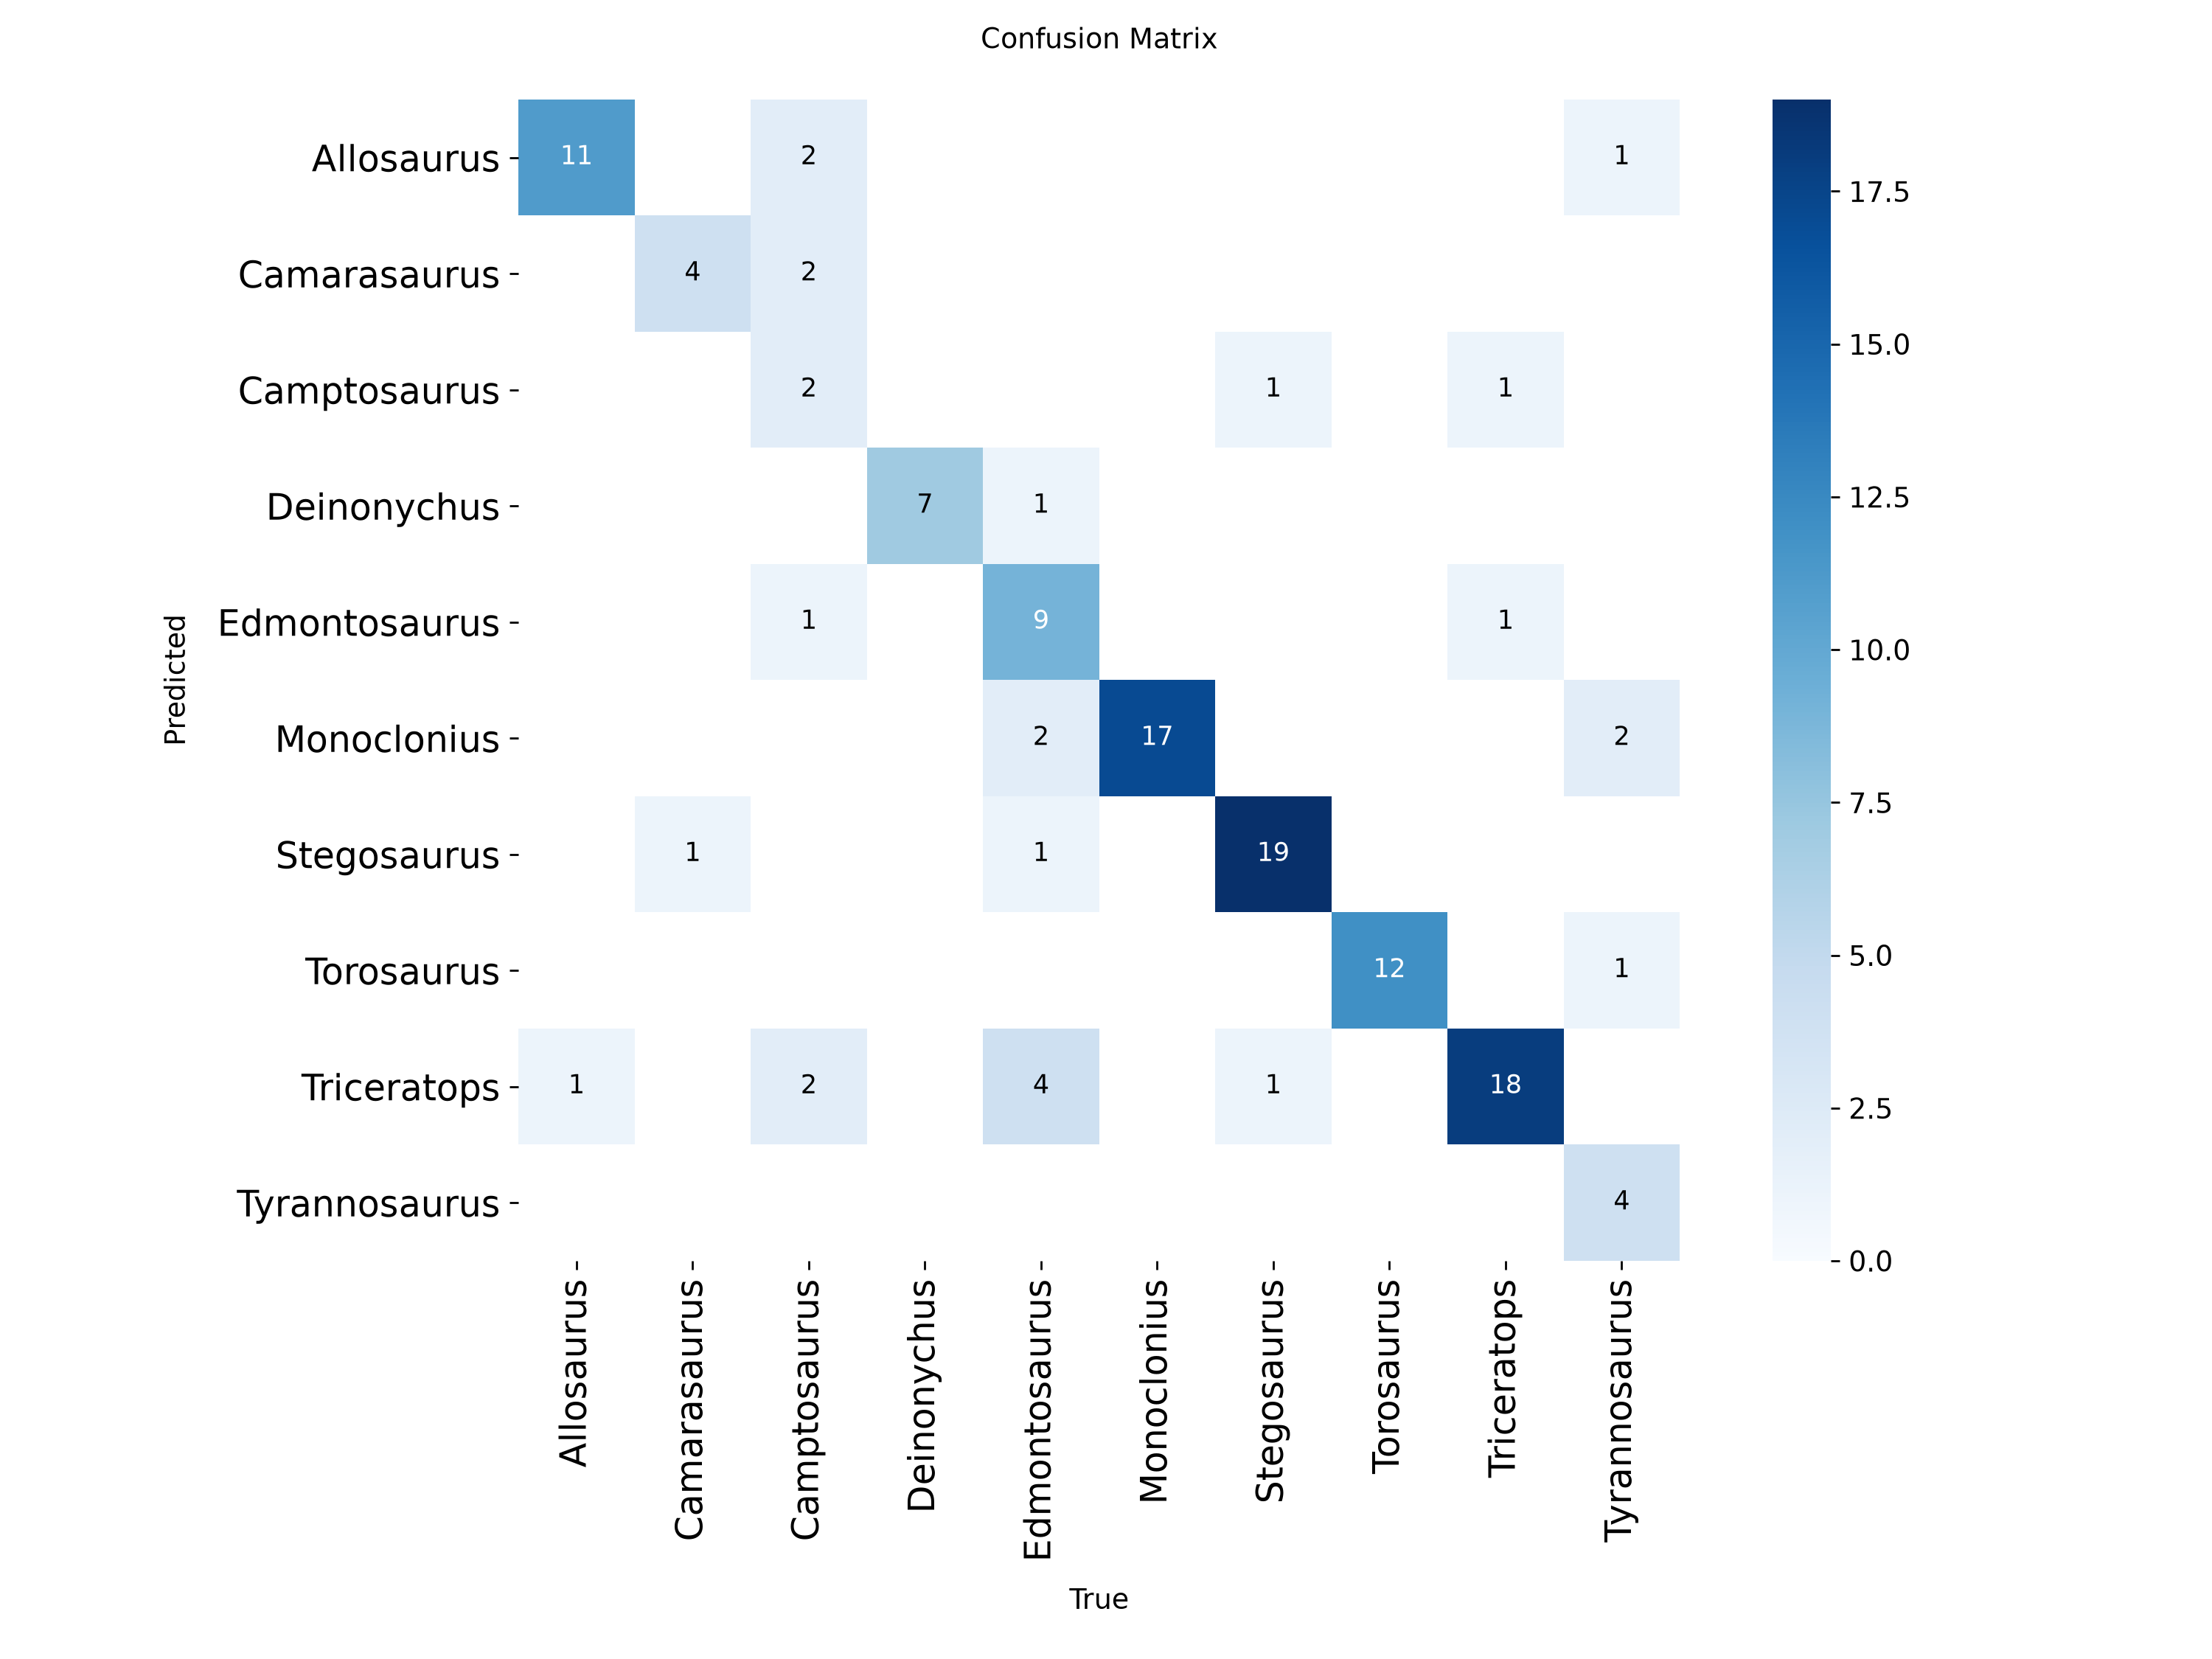 Confusion Matrix
Allosaurus 11 2 1
Camarasaurus 4 2
Camptosaurus 2 1 1
Deinonychus 7 1
Edmontosaurus 1 9 1
Monoclonius 2 17 2
Stegosaurus 1 1 19
Torosaurus 12 1
Triceratops 1 2 4 1 18
Tyrannosaurus 4
Predicted
Allosaurus
Camarasaurus
Camptosaurus
Deinonychus
Edmontosaurus
Monoclonius
Stegosaurus
Torosaurus
Triceratops
Tyrannosaurus
True
17.5
15.0
12.5
10.0
7.5
5.0
2.5
0.0